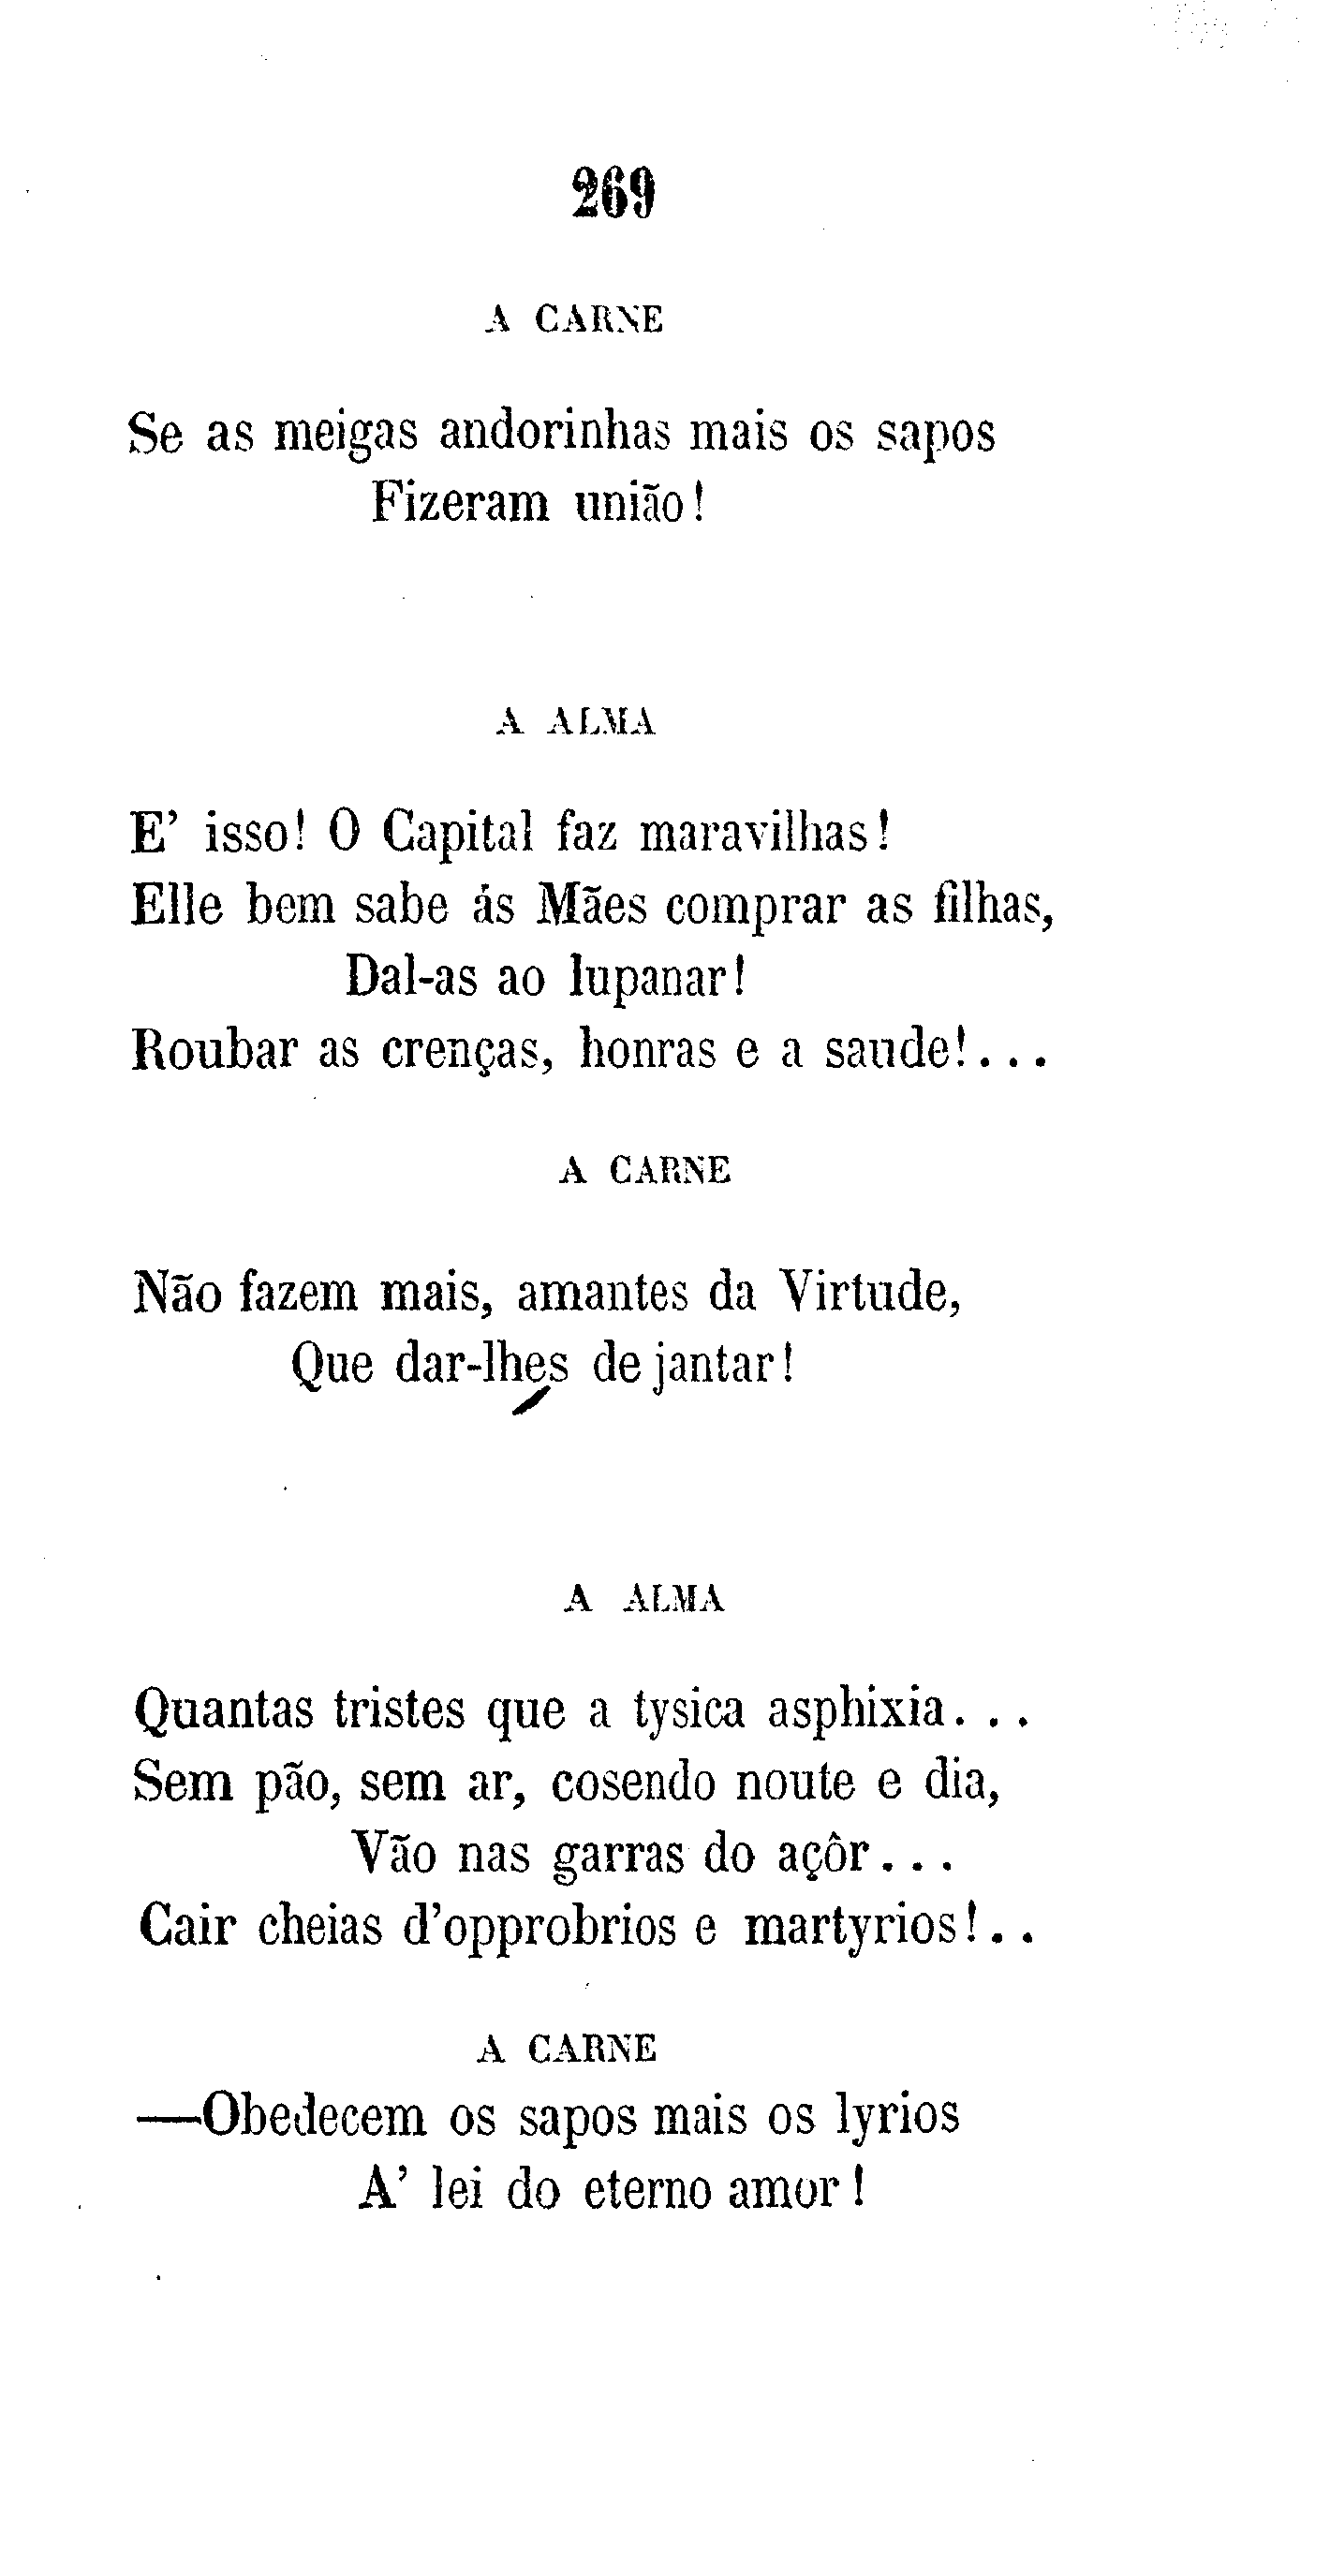 269
A CARNE
Se as meigas andorinhas mais os sapos
Fizeram união!
A ALMA
E' isso! O Capital faz maravilhas!
Elle bem sabe ás Mães comprar as filhas,
Dal-as ao lupanar!
Roubar as crenças, honras e a saude!...
A CARNE
Não fazem mais, amantes da Virtude,
Que dar-lhes de jantar!
A ALMA
Quantas tristes que a tysica asphixia...
Sem pão, sem ar, cosendo noute e dia,
Vão nas garras do açôr...
Cair cheias d'opprobrios e martyrios!..
A CARNE
—Obedecem os sapos mais os lyrios
A' lei do eterno amor!